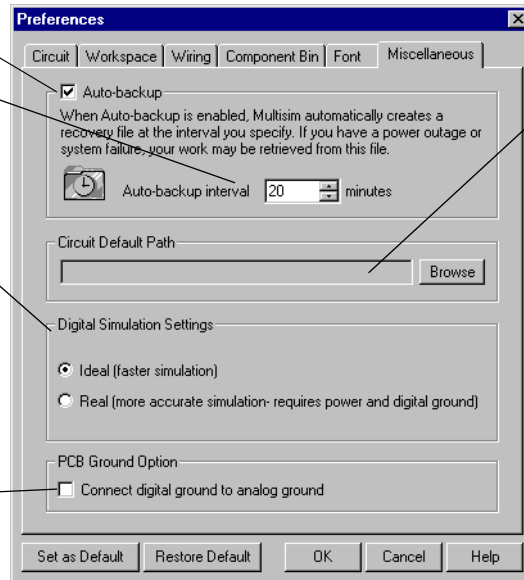 Preferences
Circuit Workspace Wiring Component Bin Font Miscellaneous
Auto-backup
When Auto-backup is enabled, Multisim automatically creates a
recovery file at the interval you specify. If you have a power outage or
system failure, your work may be retrieved from this file.
Auto-backup interval 20 minutes
Circuit Default Path
Browse
Digital Simulation Settings
Ideal (faster simulation)
Real (more accurate simulation- requires power and digital ground)
PCB Ground Option
Connect digital ground to analog ground
Set as Default Restore Default OK Cancel Help